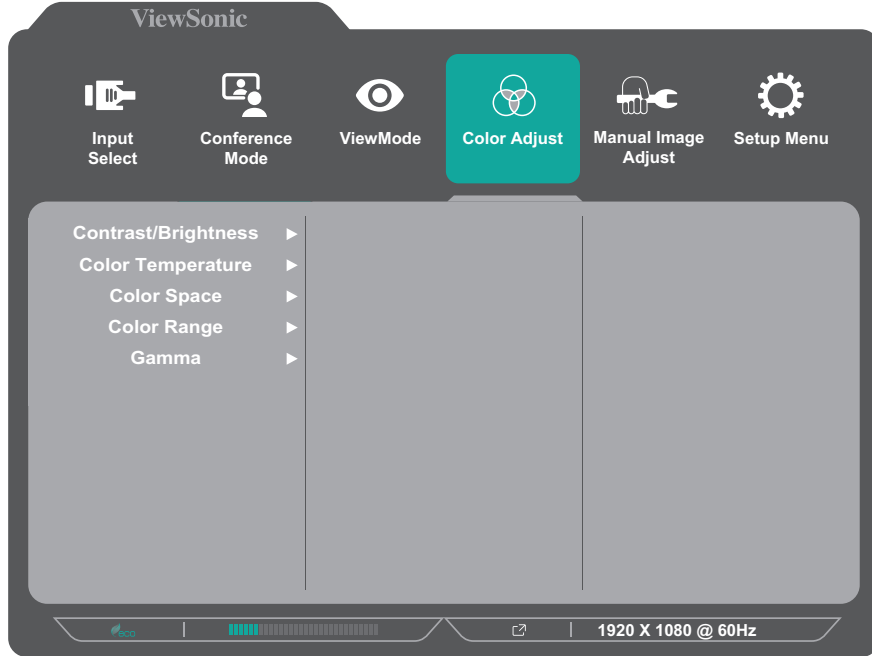 ViewSonic
Input
Select
Conference
Mode
ViewMode
Color Adjust
Manual Image
Adjust
Setup Menu
Contrast/Brightness
Color Temperature
Color Space
Color Range
Gamma
eco
1920 X 1080 @ 60Hz